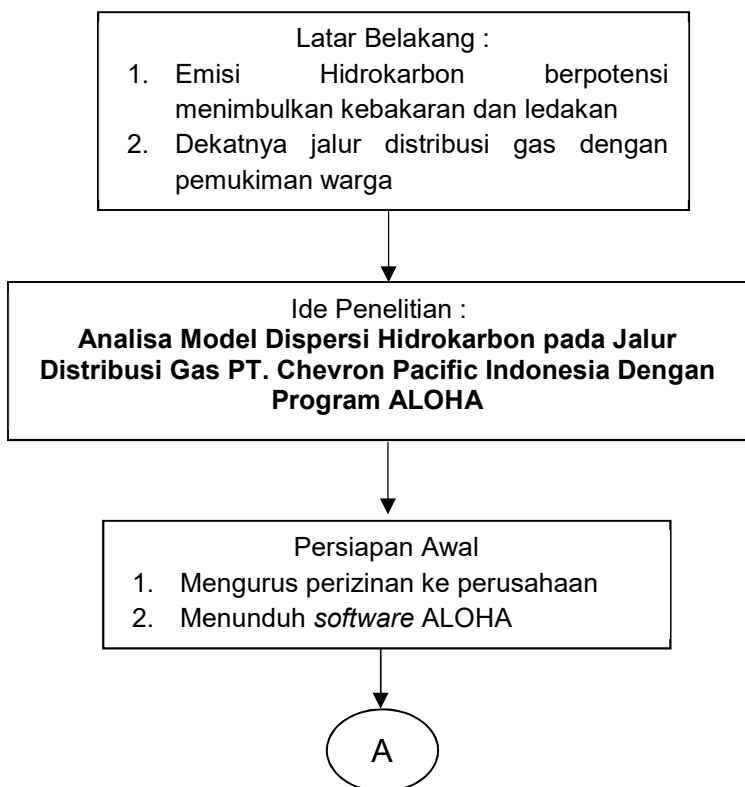 Latar Belakang :
1. Emisi Hidrokarbon berpotensi
menimbulkan kebakaran dan ledakan
2. Dekatnya jalur distribusi gas dengan
pemukiman warga
Ide Penelitian :
Analisa Model Dispersi Hidrokarbon pada Jalur
Distribusi Gas PT. Chevron Pacific Indonesia Dengan
Program ALOHA
Persiapan Awal
1. Mengurus perizinan ke perusahaan
2. Menunduh software ALOHA
A